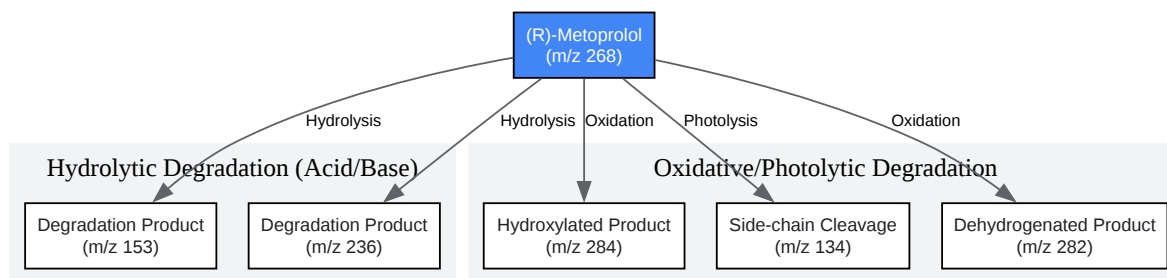 (R)-Metoprolol
(m/z 268)
Hydrolysis
Hydrolysis
Oxidation
Photolysis
Oxidation
Hydrolytic Degradation (Acid/Base)
Oxidative/Photolytic Degradation
Degradation Product
(m/z 153)
Degradation Product
(m/z 236)
Hydroxylated Product
(m/z 284)
Side-chain Cleavage
(m/z 134)
Dehydrogenated Product
(m/z 282)